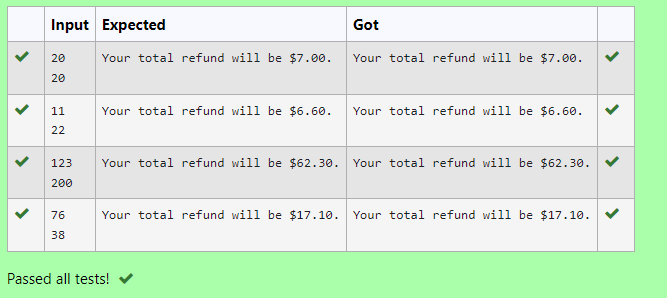 Input Expected Got
20 Your total refund will be $7.00. Your total refund will be $7.00.
20
11 Your total refund will be $6.60. Your total refund will be $6.60.
22
123 Your total refund will be $62.30. Your total refund will be $62.30.
200
76 Your total refund will be $17.10. Your total refund will be $17.10.
38
Passed all tests!